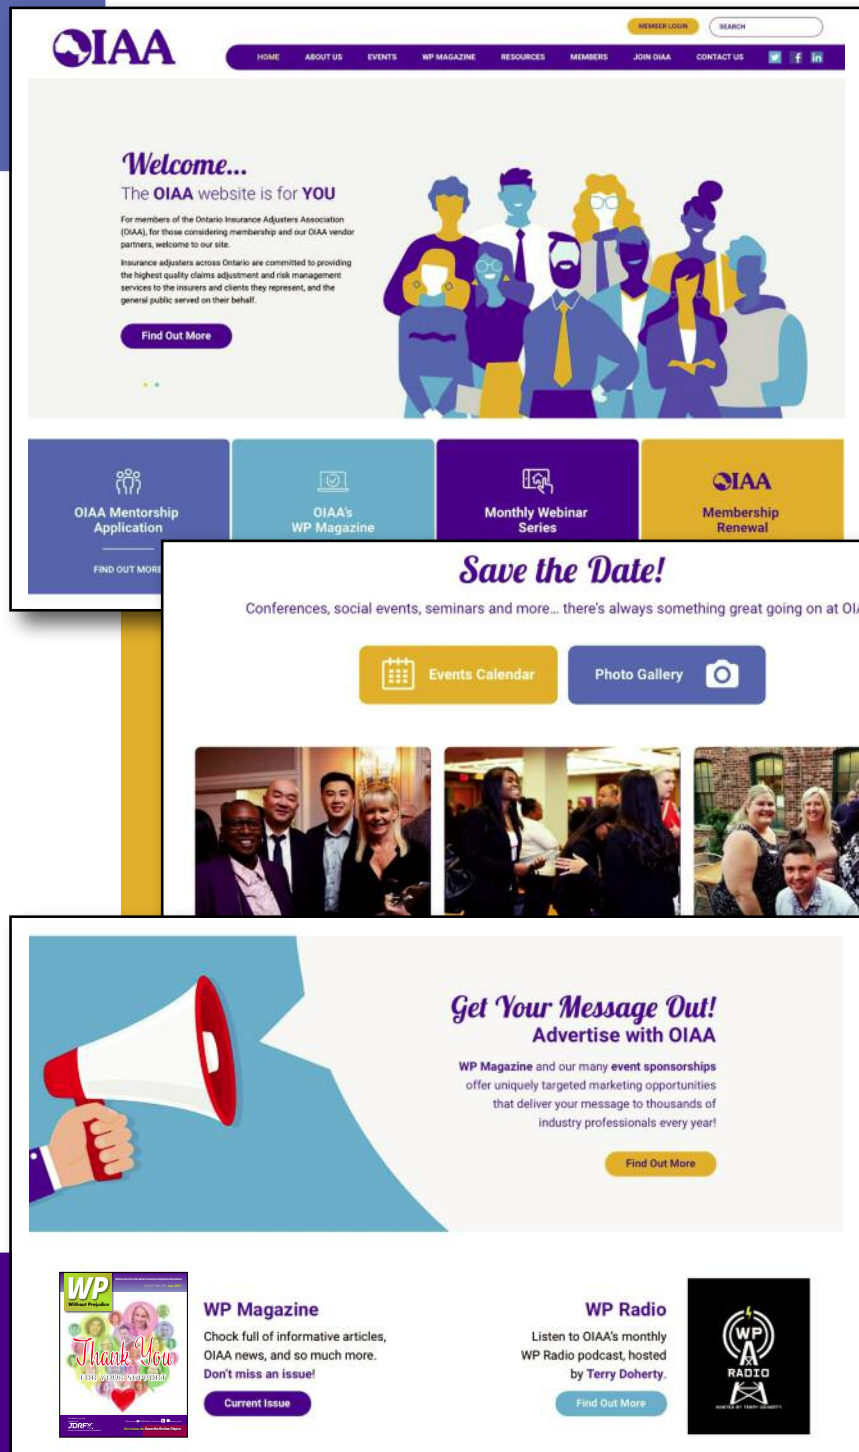 OIAA
MEMBER LOGIN
SEARCH
HOME ABOUT US EVENTS WP MAGAZINE RESOURCES MEMBERS JOIN OIAA CONTACT US
Welcome...
The OIAA website is for YOU
For members of the Ontario Insurance Adjusters Association
(OIAA), for those considering membership and our OIAA vendor
partners, welcome to our site.
Insurance adjusters across Ontario are committed to providing
the highest quality claims adjustment and risk management
services to the insurers and clients they represent, and the
general public served on their behalf.
Find Out More
OIAA Mentorship
Application
FIND OUT MORE
OIAA's
WP Magazine
Monthly Webinar
Series
OIAA
Membership
Renewal
Save the Date!
Conferences, social events, seminars and more... there's always something great going on at OIA
Events Calendar
Photo Gallery
Get Your Message Out!
Advertise with OIAA
WP Magazine and our many event sponsorships
offer uniquely targeted marketing opportunities
that deliver your message to thousands of
industry professionals every year!
Find Out More
WP
Without Prejudice
Thank You
FOR YOUR SUPPORT
JDRF
WP Magazine
Chock full of informative articles,
OIAA news, and so much more.
Don't miss an issue!
Current Issue
WP Radio
Listen to OIAA's monthly
WP Radio podcast, hosted
by Terry Doherty.
Find Out More
WP
RADIO
HOSTED BY TERRY DOHERTY